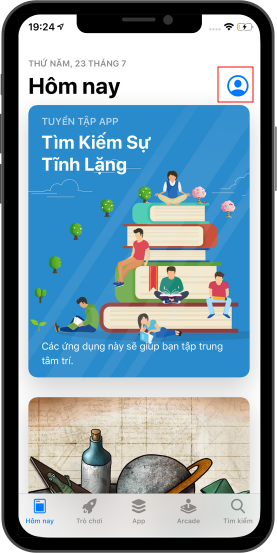 19:24
THỨ NĂM, 23 THÁNG 7
Hôm nay
TUYỂN TẬP APP
Tìm Kiếm Sự
Tĩnh Lặng
Các ứng dụng này sẽ giúp bạn tập trung
tâm trí.
Hôm nay Trò chơi App Arcade Tìm kiếm